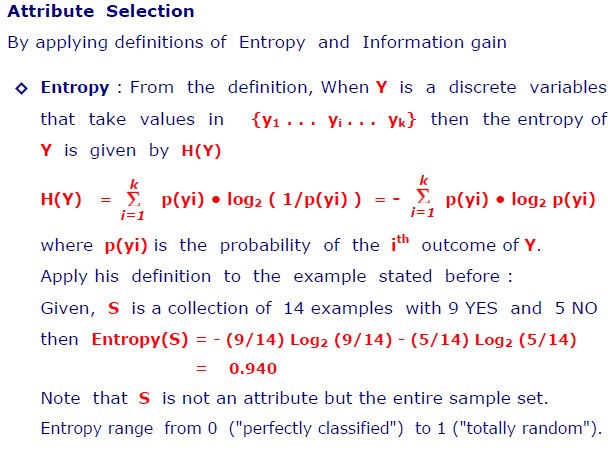 Attribute Selection
By applying definitions of Entropy and Information gain
◇ Entropy : From the definition, When Y is a discrete variables
that take values in {y₁ . . . yᵢ . . . yₖ} then the entropy of
Y is given by H(Y)
H(Y) = k Σ i=1 p(yi) • log₂ ( 1/p(yi) ) = - k Σ i=1 p(yi) • log₂ p(yi)
where p(yi) is the probability of the iᵗʰ outcome of Y.
Apply his definition to the example stated before :
Given, S is a collection of 14 examples with 9 YES and 5 NO
then Entropy(S) = - (9/14) Log₂ (9/14) - (5/14) Log₂ (5/14)
= 0.940
Note that S is not an attribute but the entire sample set.
Entropy range from 0 ("perfectly classified") to 1 ("totally random").